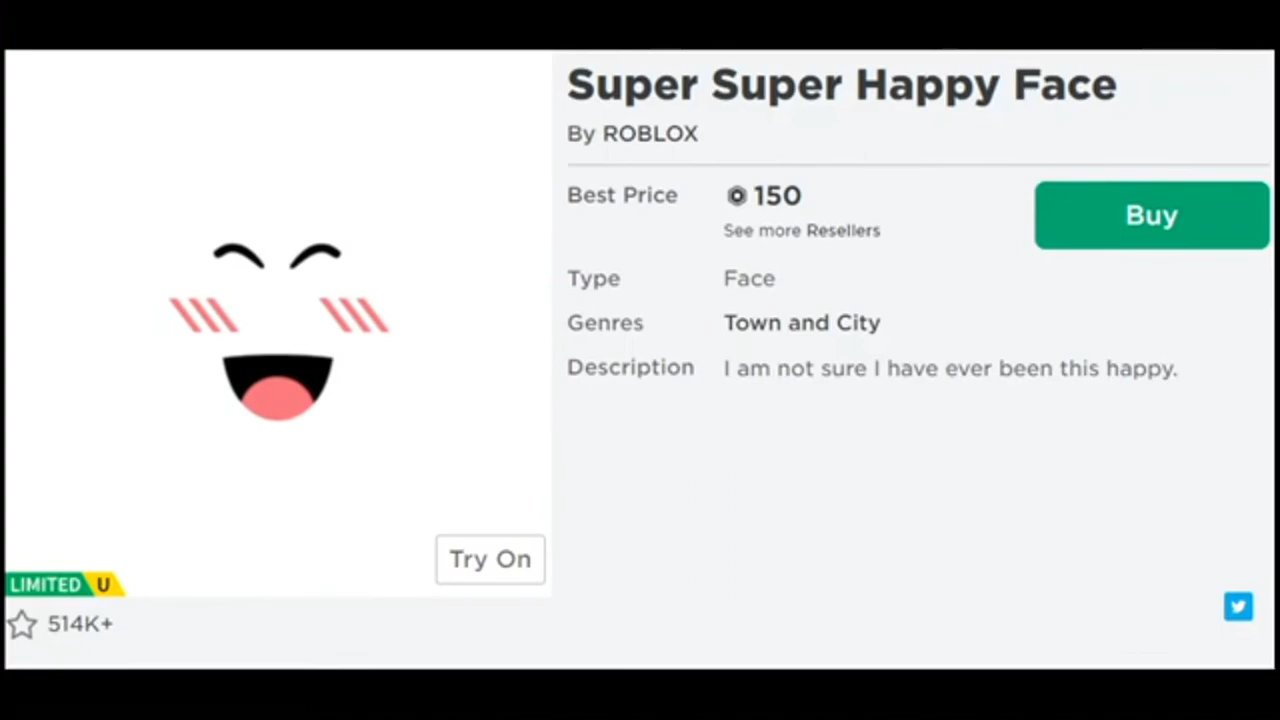 Super Super Happy Face
By ROBLOX
Best Price 150
Buy
See more Resellers
Type Face
Genres Town and City
Description I am not sure I have ever been this happy.
Try On
LIMITED U
514K+